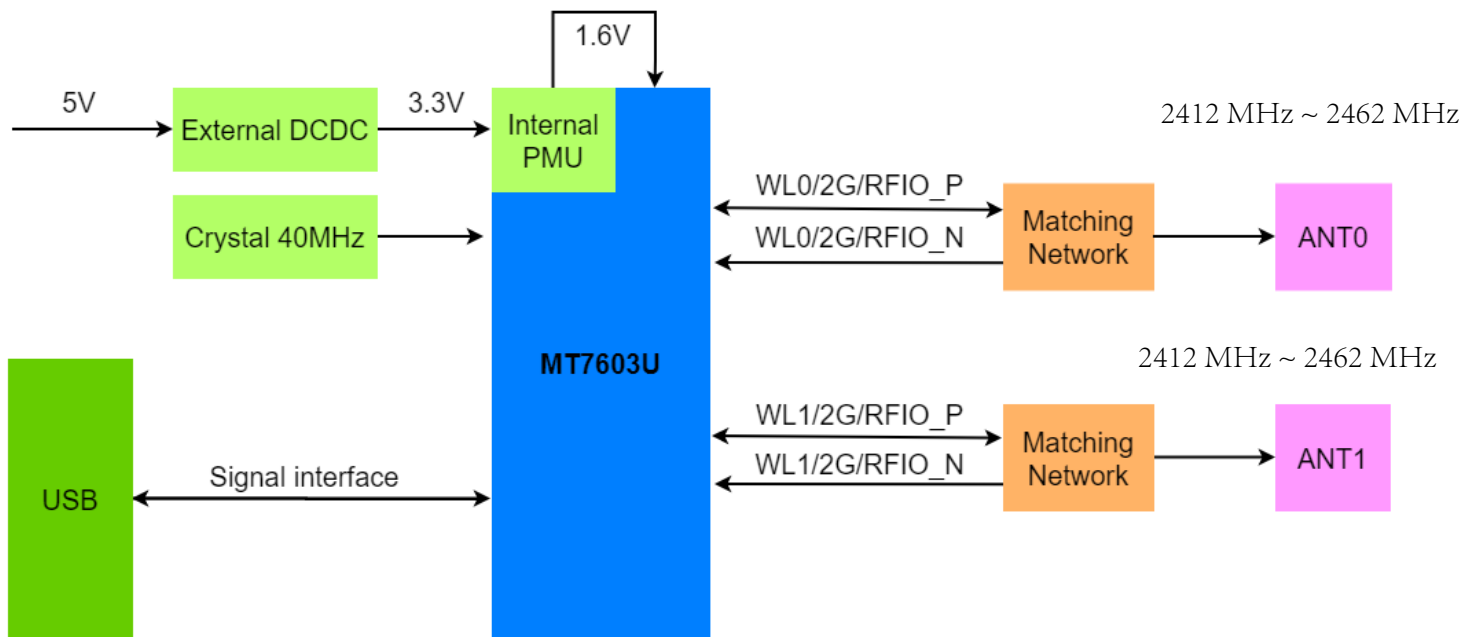 1.6V
5V
External DCDC
3.3V
Internal
PMU
2412 MHz ~ 2462 MHz
Crystal 40MHz
WL0/2G/RFIO_P
WL0/2G/RFIO_N
Matching
Network
ANT0
MT7603U
2412 MHz ~ 2462 MHz
WL1/2G/RFIO_P
WL1/2G/RFIO_N
Matching
Network
ANT1
USB
Signal interface